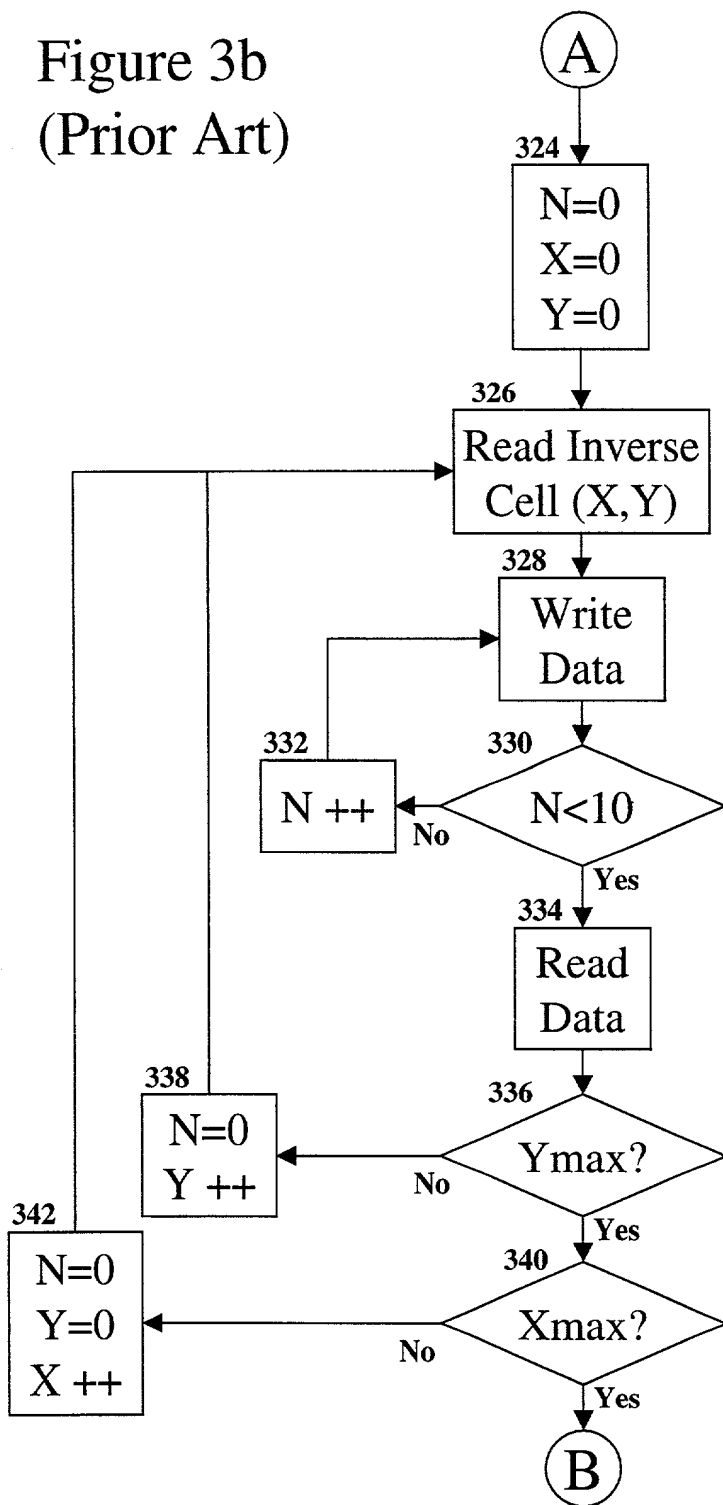 Figure 3b
(Prior Art)
A
324
N=0
X=0
Y=0
326
Read Inverse
Cell (X,Y)
328
Write
Data
332
N ++
330
N<10
No
Yes
334
Read
Data
338
N=0
Y ++
336
Ymax?
No
Yes
342
N=0
Y=0
X ++
340
Xmax?
No
Yes
B